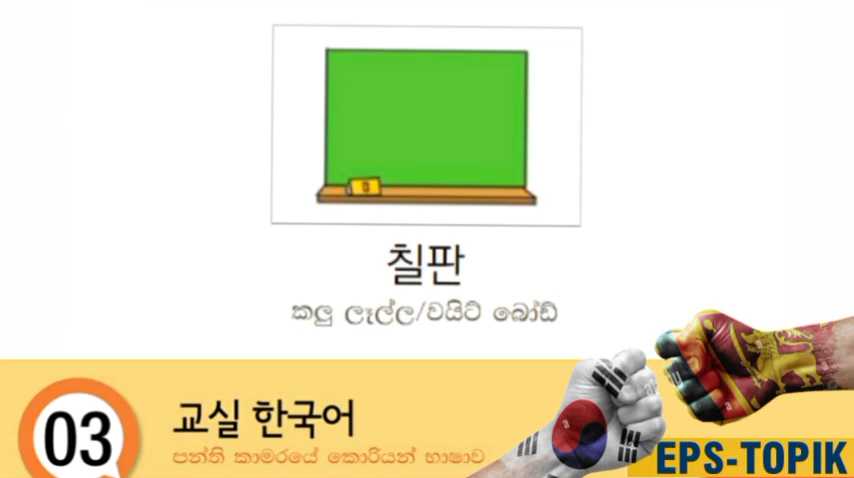 칠판
කලු ලෑල්ල/වයිට් බෝඩ්
03
교실 한국어
පන්ති කාමරයේ කොරියන් භාෂාව
EPS-TOPIK